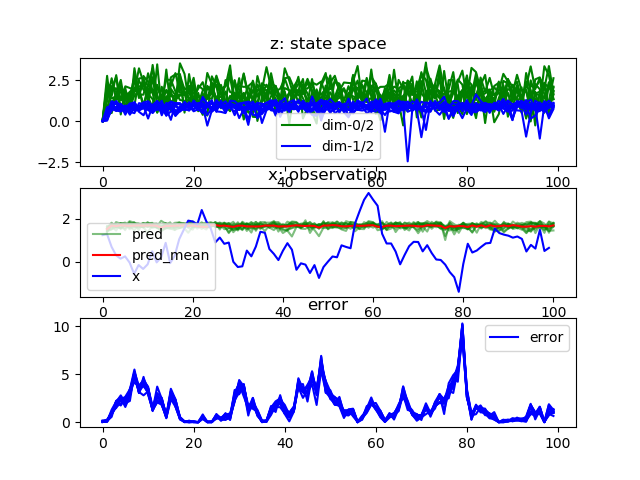 z: state space
2.5
0.0
−2.5
dim-0/2
dim-1/2
0 20 40 60 80 100
x: observation
2
0
pred
pred mean
x
0 20 40 60 80 100
error
10
5
0
error
0 20 40 60 80 100